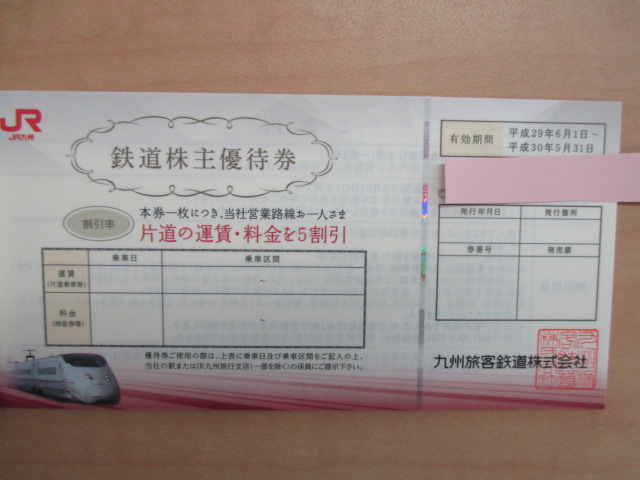 JR
JR九州
鉄道株主優待券
割引率
本券一枚につき、当社営業路線お一人さま
片道の運賃・料金を5割引
乗車日
乗車区間
運賃
(片道乗車券)
~
料金
(特急券等)
~
優待券ご使用の際は、上表に乗車日及び乗車区間をご記入の上、
当社の駅またはJR九州旅行支店(一部を除く)の係員にご提示下さい。
有効期間
平成29年6月1日~
平成30年5月31日
発行年月日
発行箇所
券番号
発売額
九州旅客鉄道株式会社